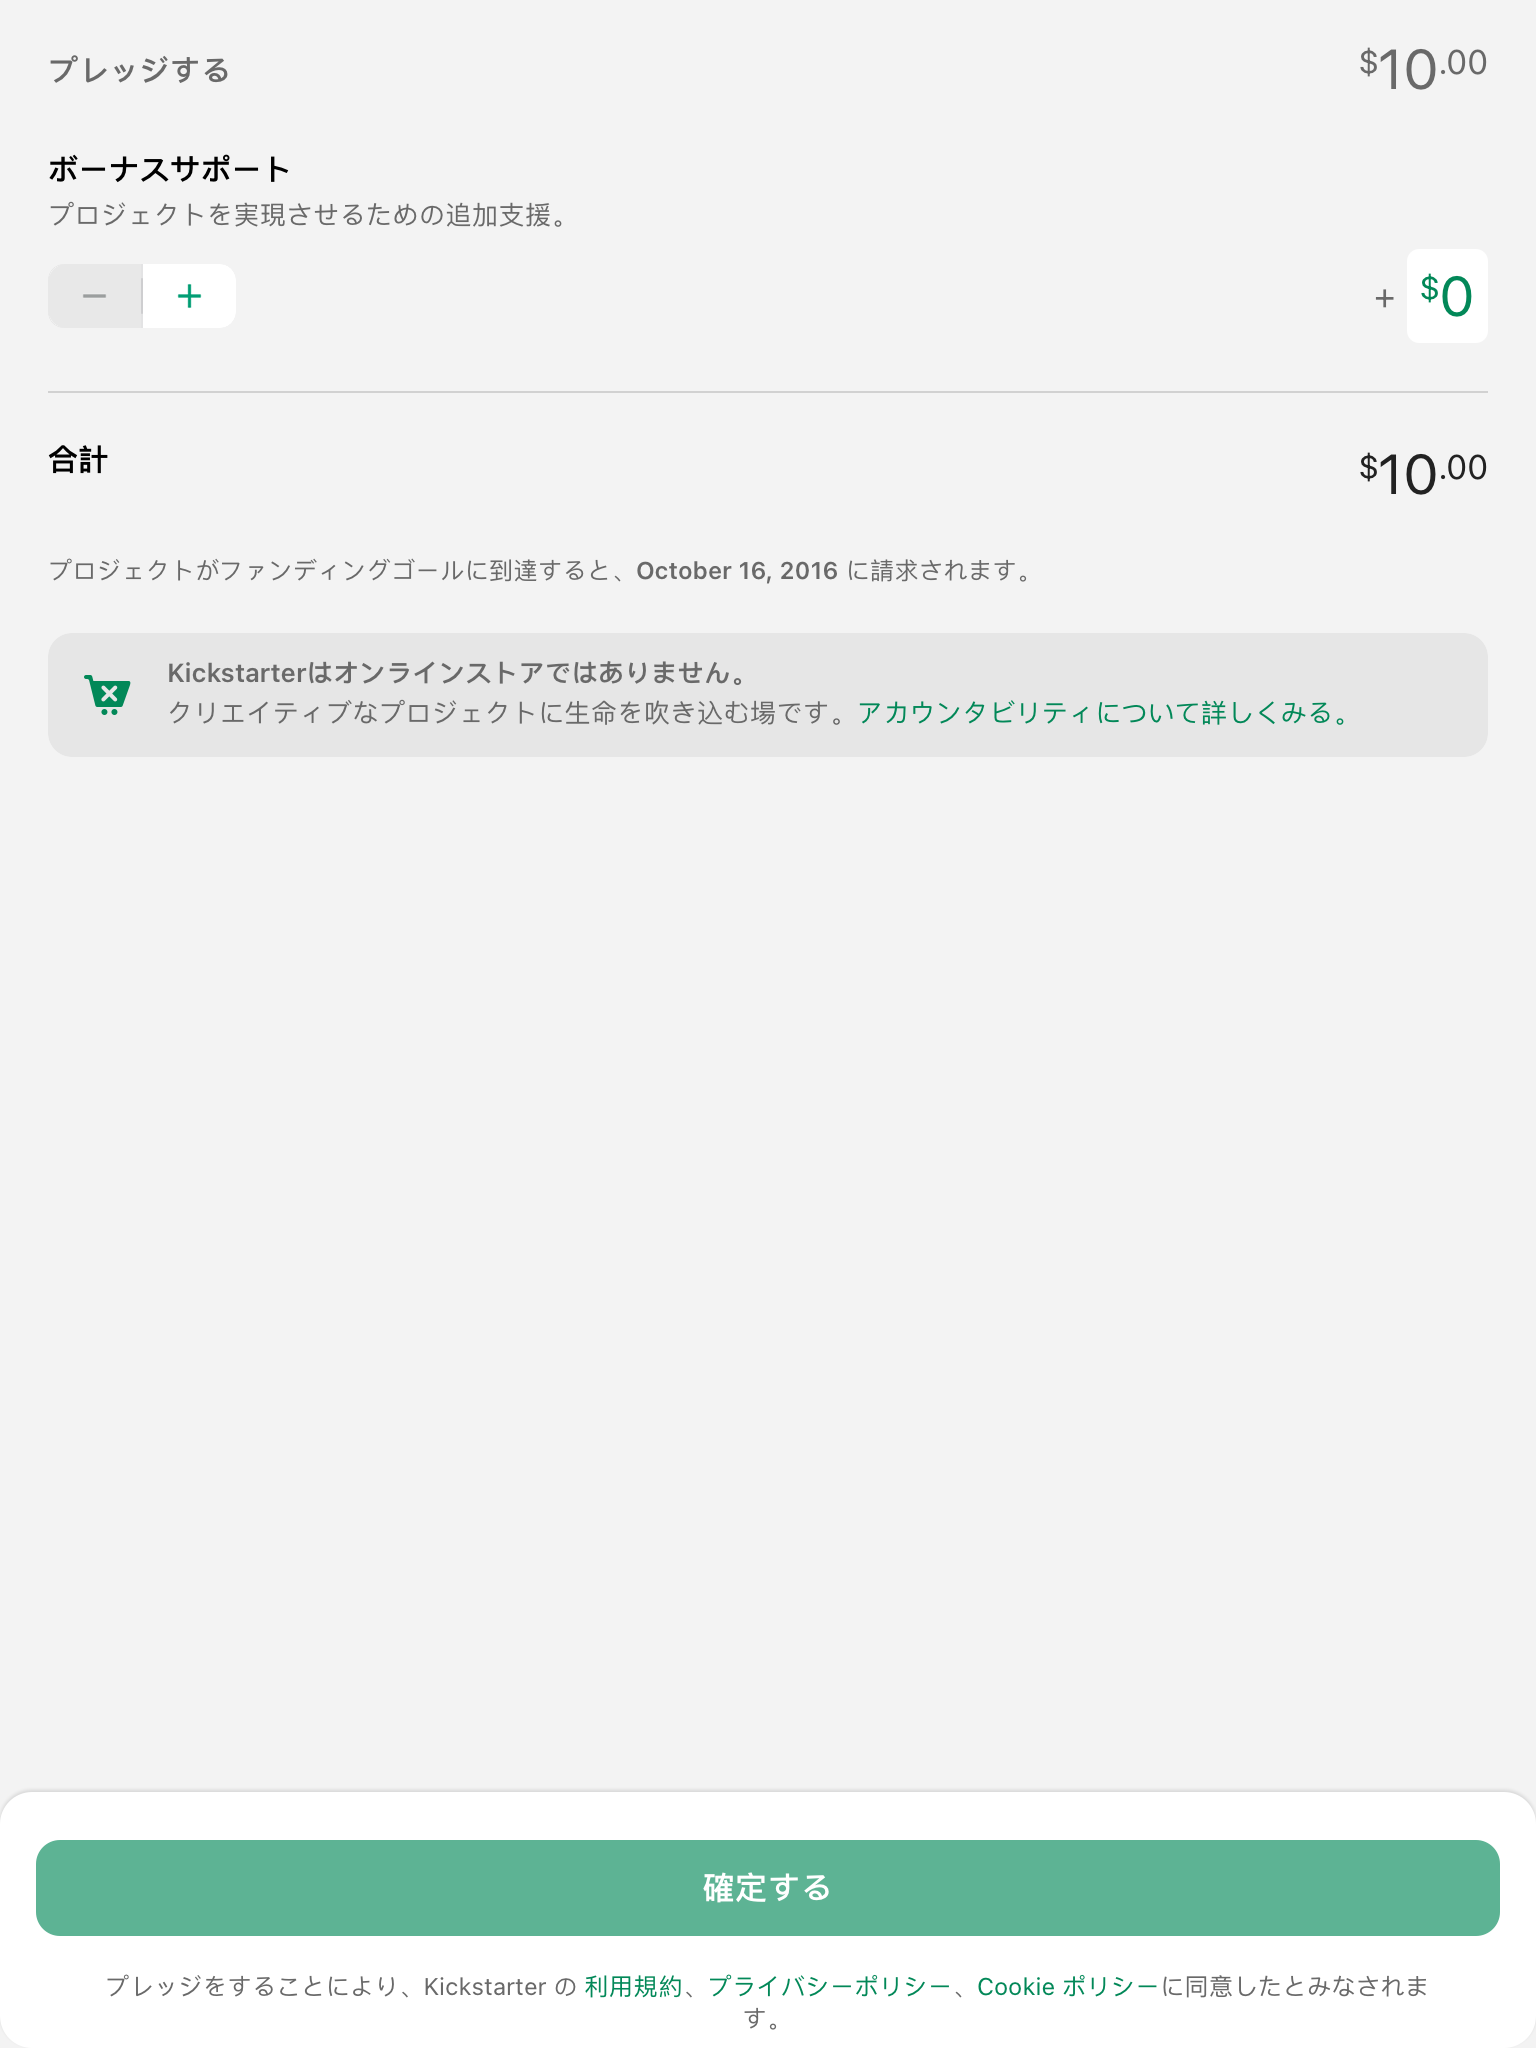 プレッジする
$10.00
ボーナスサポート
プロジェクトを実現させるための追加支援。
− +
+ $0
合計
$10.00
プロジェクトがファンディングゴールに到達すると、October 16, 2016 に請求されます。
Kickstarterはオンラインストアではありません。
クリエイティブなプロジェクトに生命を吹き込む場です。アカウンタビリティについて詳しくみる。
確定する
プレッジをすることにより、Kickstarter の 利用規約、プライバシーポリシー、Cookie ポリシーに同意したとみなされま
す。